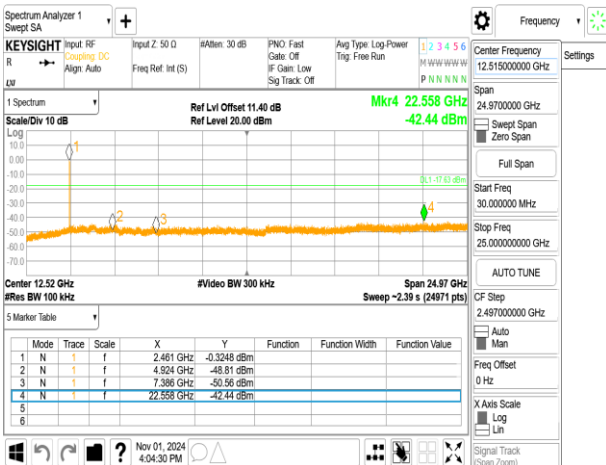 Spectrum Analyzer 1
Swept SA
Frequency
KEYSIGHT
R
LXI
Input: RF
Coupling: DC
Align: Auto
Input Z: 50 Ω
Freq Ref: Int (S)
#Atten: 30 dB
PNO: Fast
Gate: Off
IF Gain: Low
Sig Track: Off
Avg Type: Log-Power
Trig: Free Run
1 2 3 4 5 6
M W W W W W
P N N N N N
Center Frequency
12.515000000 GHz
Settings
Span
24.9700000 GHz
Swept Span
Zero Span
Full Span
Start Freq
30.000000 MHz
Stop Freq
25.000000000 GHz
AUTO TUNE
CF Step
2.497000000 GHz
Auto
Man
Freq Offset
0 Hz
X Axis Scale
Log
Lin
Signal Track
(Span Zoom)
1 Spectrum
Scale/Div 10 dB
Ref Lvl Offset 11.40 dB
Ref Level 20.00 dBm
Mkr4 22.558 GHz
-42.44 dBm
Log
10.0
0.00
-10.0
-20.0
-30.0
-40.0
-50.0
-60.0
-70.0
1
2
3
4
DL1 -17.63 dBm
Center 12.52 GHz
#Res BW 100 kHz
#Video BW 300 kHz
Span 24.97 GHz
Sweep ~2.39 s (24971 pts)
5 Marker Table
Mode Trace Scale X Y Function Function Width Function Value
1 N 1 f 2.461 GHz -0.3248 dBm
2 N 1 f 4.924 GHz -48.81 dBm
3 N 1 f 7.386 GHz -50.56 dBm
4 N 1 f 22.558 GHz -42.44 dBm
5
6
?
Nov 01, 2024
4:04:30 PM